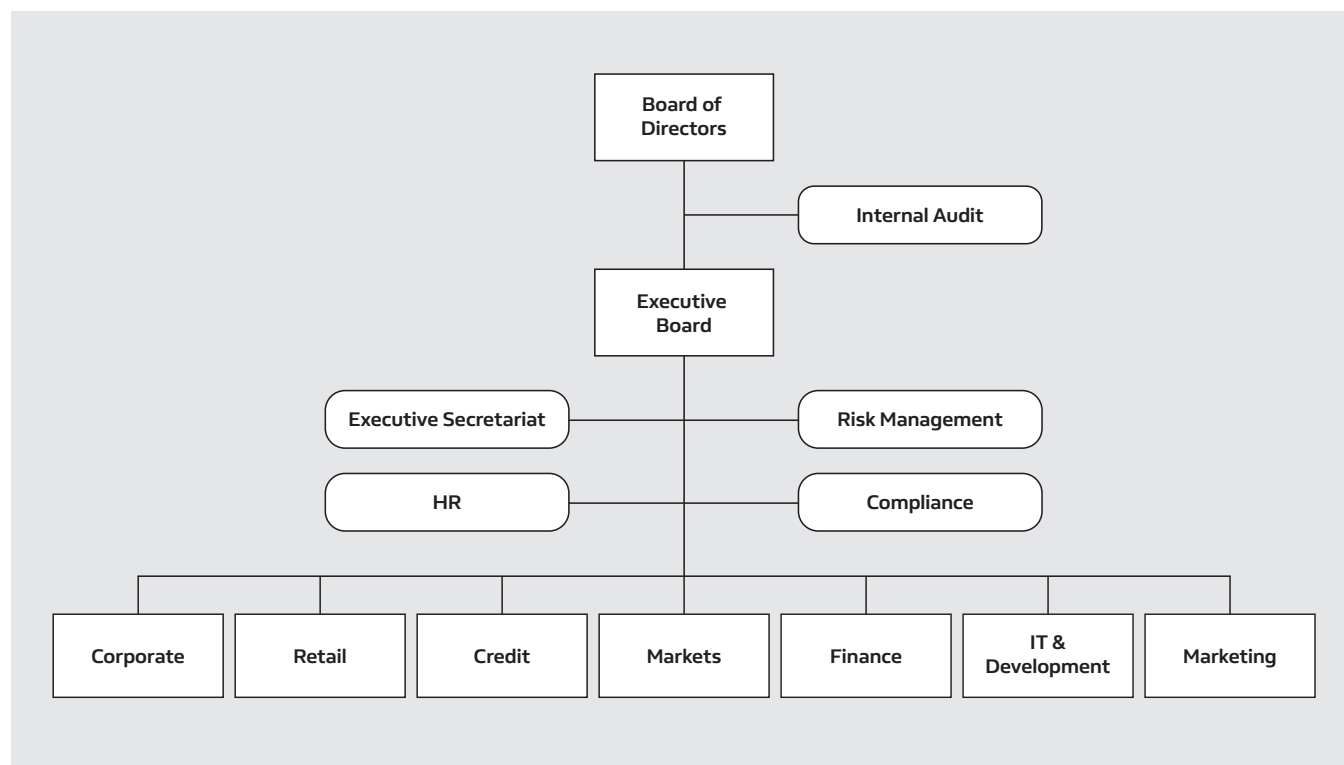 Board of
Directors
Internal Audit
Executive
Board
Executive Secretariat
Risk Management
HR
Compliance
Corporate
Retail
Credit
Markets
Finance
IT &
Development
Marketing